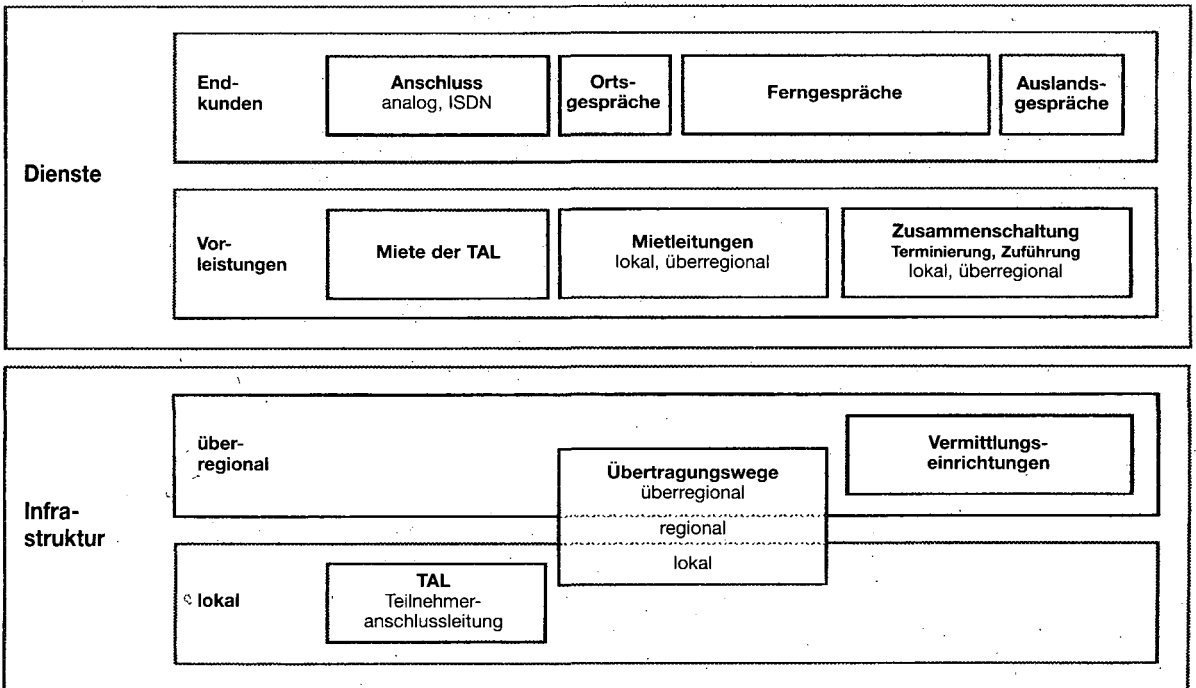 Dienste
End-
kunden
Anschluss
analog, ISDN
Orts-
gespräche
Ferngespräche
Auslands-
gespräche
Vor-
leistungen
Miete der TAL
Mietleitungen
lokal, überregional
Zusammenschaltung
Terminierung, Zuführung
lokal, überregional
Infra-
struktur
über-
regional
Übertragungswege
überregional
regional
lokal
Vermittlungs-
einrichtungen
lokal
TAL
Teilnehmer-
anschlussleitung